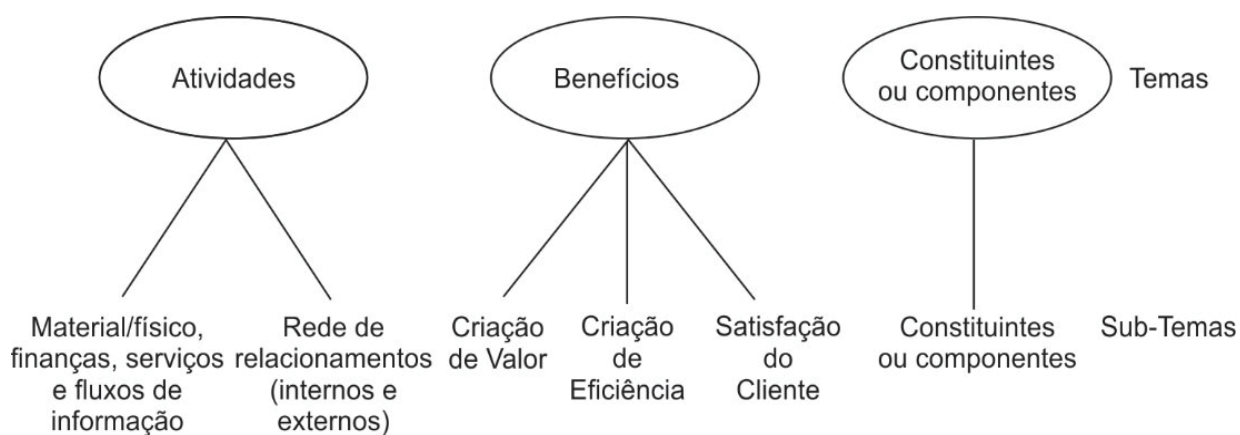 Atividades
Benefícios
Constituintes
ou componentes
Temas
Material/físico,
finanças, serviços
e fluxos de
informação
Rede de
relacionamentos
(internos e
externos)
Criação
de Valor
Criação
de
Eficiência
Satisfação
do
Cliente
Constituintes
ou componentes
Sub-Temas